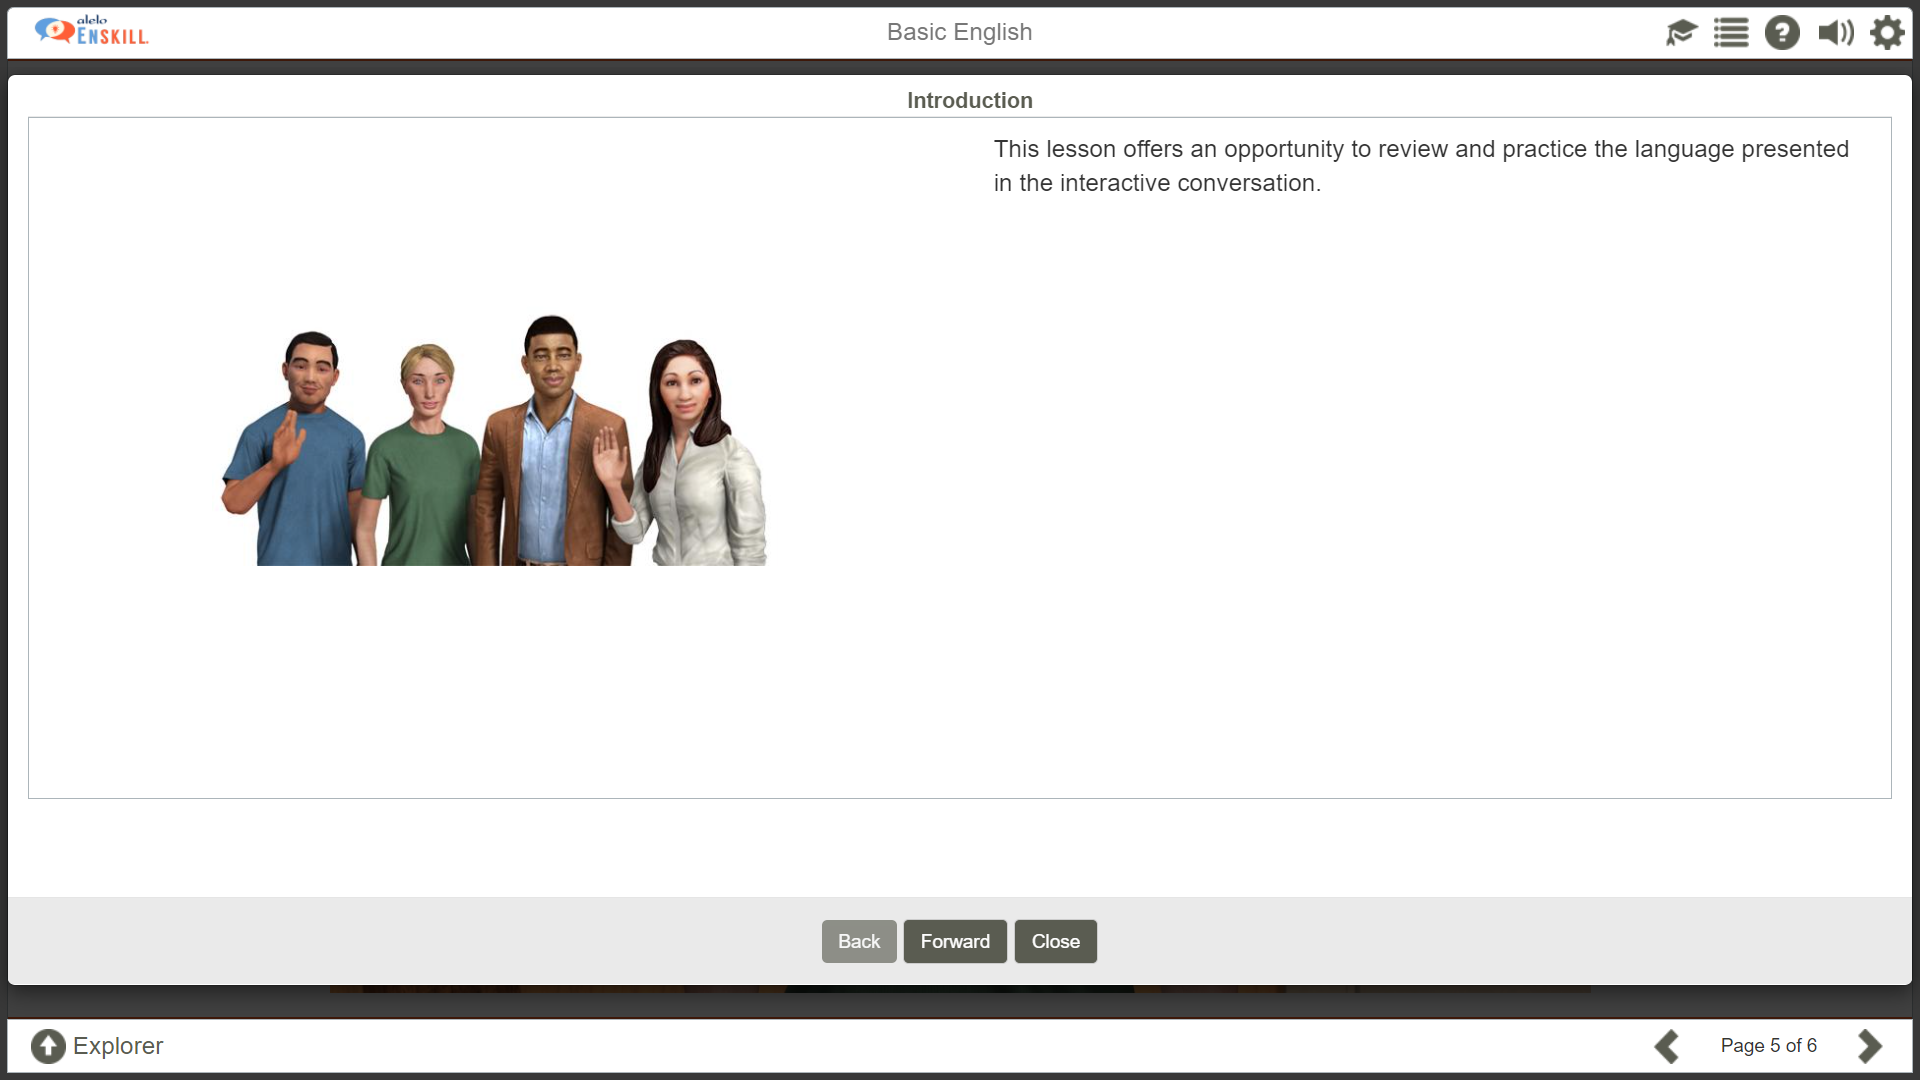 alelo
ENSKILL.
Basic English
?
Introduction
This lesson offers an opportunity to review and practice the language presented
in the interactive conversation.
Back Forward Close
Explorer
Page 5 of 6